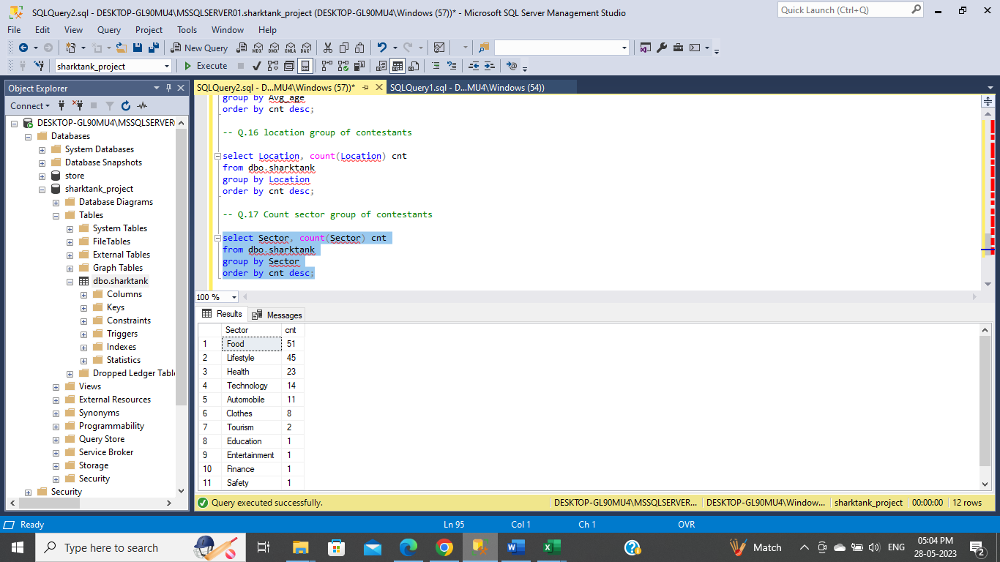 SQLQuery2.sql - DESKTOP-GL90MU4\MSSQLSERVER01.sharktank_project (DESKTOP-GL90MU4\Windows (57))* - Microsoft SQL Server Management Studio
Quick Launch (Ctrl+Q)
File Edit View Query Project Tools Window Help
New Query MDX DMX XMLA DAX
sharktank_project Execute
Object Explorer
SQLQuery2.sql - D...MU4\Windows (57))* SQLQuery1.sql - D...MU4\Windows (54))
Connect
DESKTOP-GL90MU4\MSSQLSERVER
Databases
System Databases
Database Snapshots
store
sharktank_project
Database Diagrams
Tables
System Tables
FileTables
External Tables
Graph Tables
dbo.sharktank
Columns
Keys
Constraints
Triggers
Indexes
Statistics
Dropped Ledger Tabl
Views
External Resources
Synonyms
Programmability
Query Store
Service Broker
Storage
Security
Security
group by Avg_age
order by cnt desc;
-- Q.16 location group of contestants
select Location, count(Location) cnt
from dbo.sharktank
group by Location
order by cnt desc;
-- Q.17 Count sector group of contestants
select Sector, count(Sector) cnt
from dbo.sharktank
group by Sector
order by cnt desc;
100 %
Results Messages
Sector cnt
1 Food 51
2 Lifestyle 45
3 Health 23
4 Technology 14
5 Automobile 11
6 Clothes 8
7 Tourism 2
8 Education 1
9 Entertainment 1
10 Finance 1
11 Safety 1
Query executed successfully. DESKTOP-GL90MU4\MSSQLSERVER... DESKTOP-GL90MU4\Window... sharktank_project 00:00:00 12 rows
Ready Ln 95 Col 1 Ch 1 OVR
Type here to search
Match
ENG
05:04 PM
28-05-2023
2